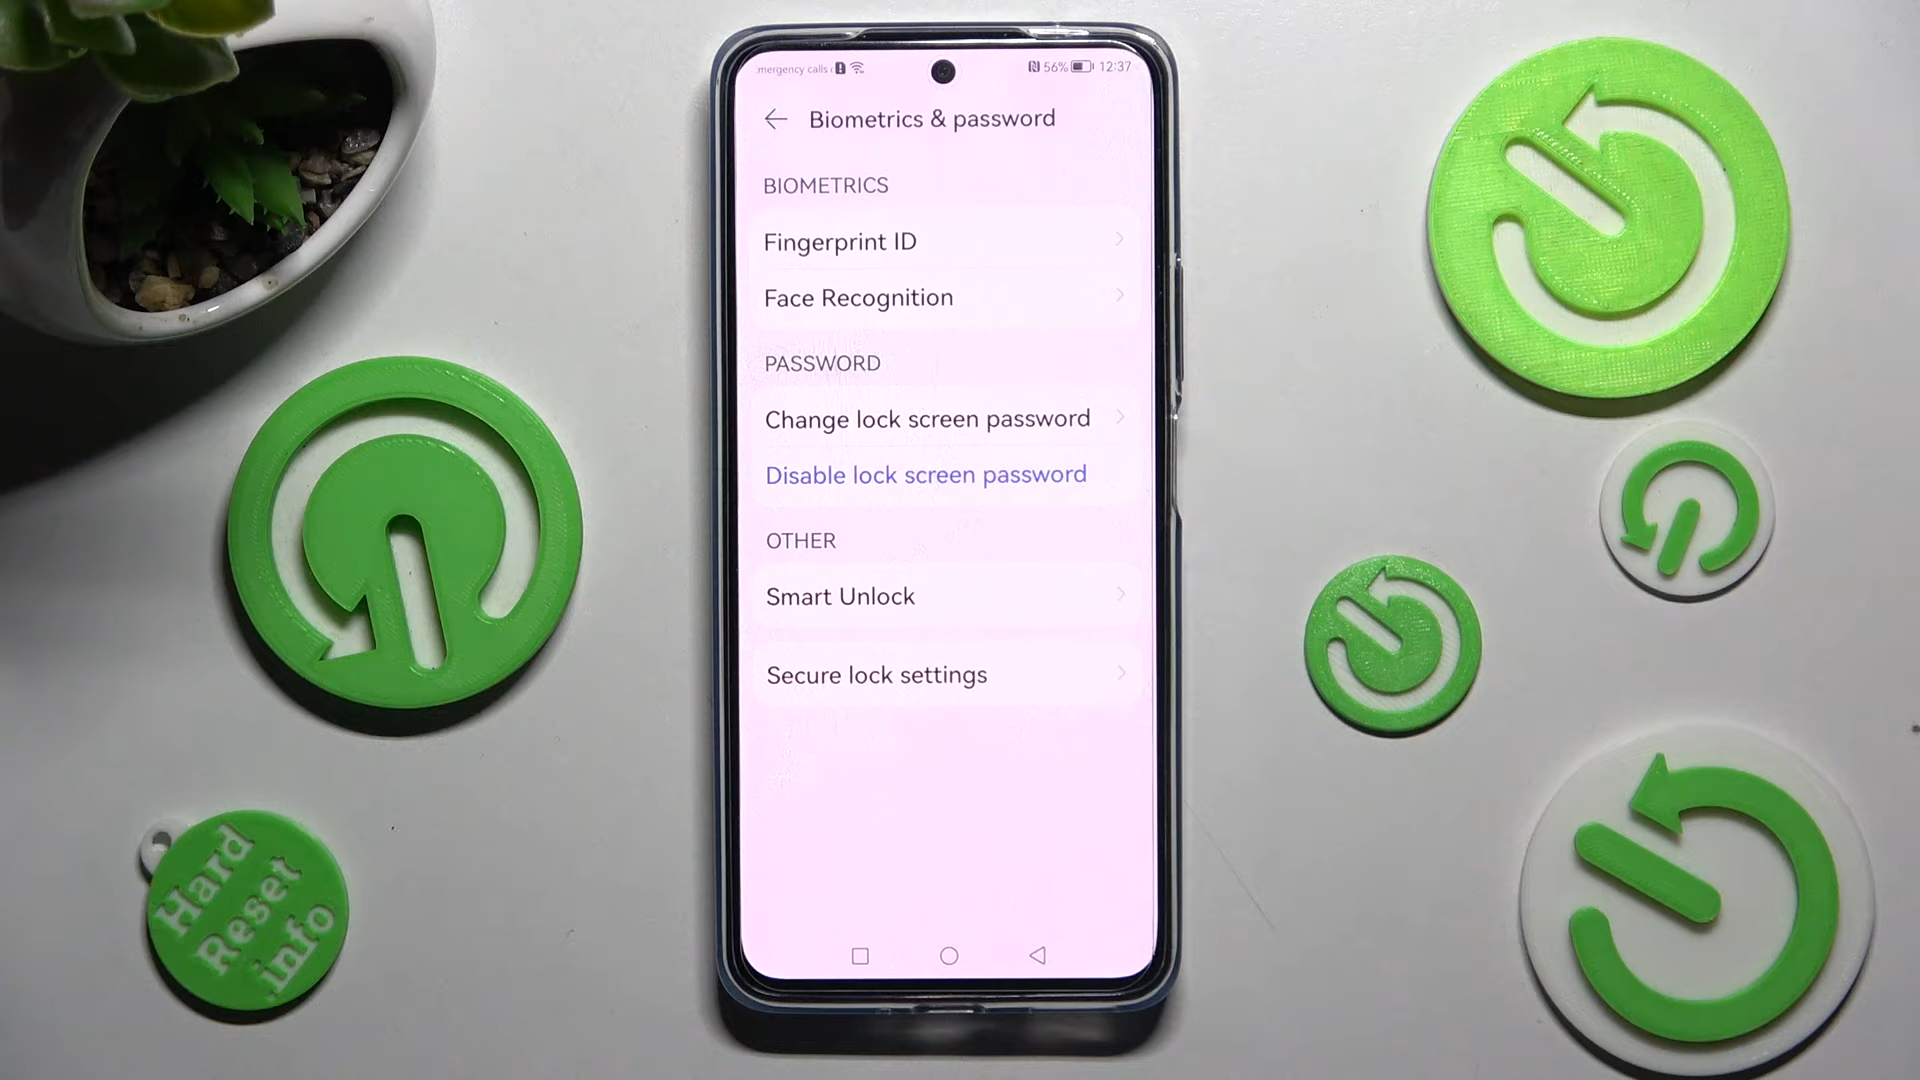 mergency calls
56% 12:37
Biometrics & password
BIOMETRICS
Fingerprint ID
Face Recognition
PASSWORD
Change lock screen password
Disable lock screen password
OTHER
Smart Unlock
Secure lock settings
Hard
Reset
.info